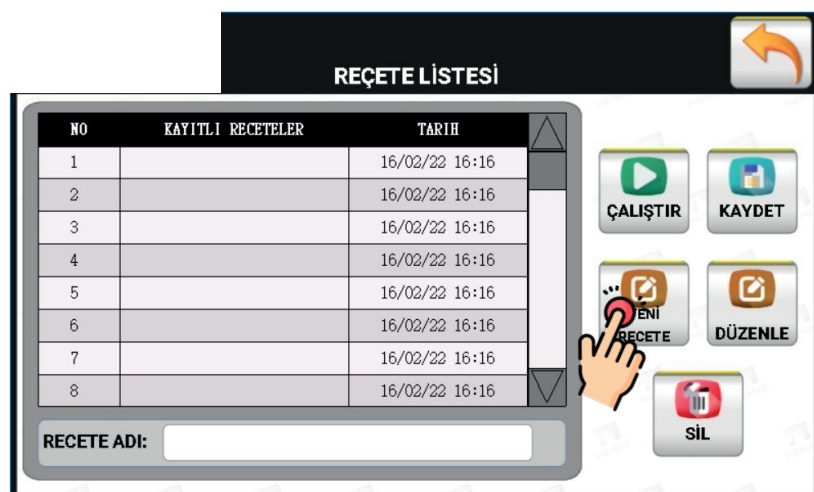 REÇETE LİSTESİ
NO KAYITLI RECETELER TARIH
1 16/02/22 16:16
2 16/02/22 16:16
3 16/02/22 16:16
4 16/02/22 16:16
5 16/02/22 16:16
6 16/02/22 16:16
7 16/02/22 16:16
8 16/02/22 16:16
RECETE ADI:
ÇALIŞTIR KAYDET
RECETE DÜZENLE
SİL